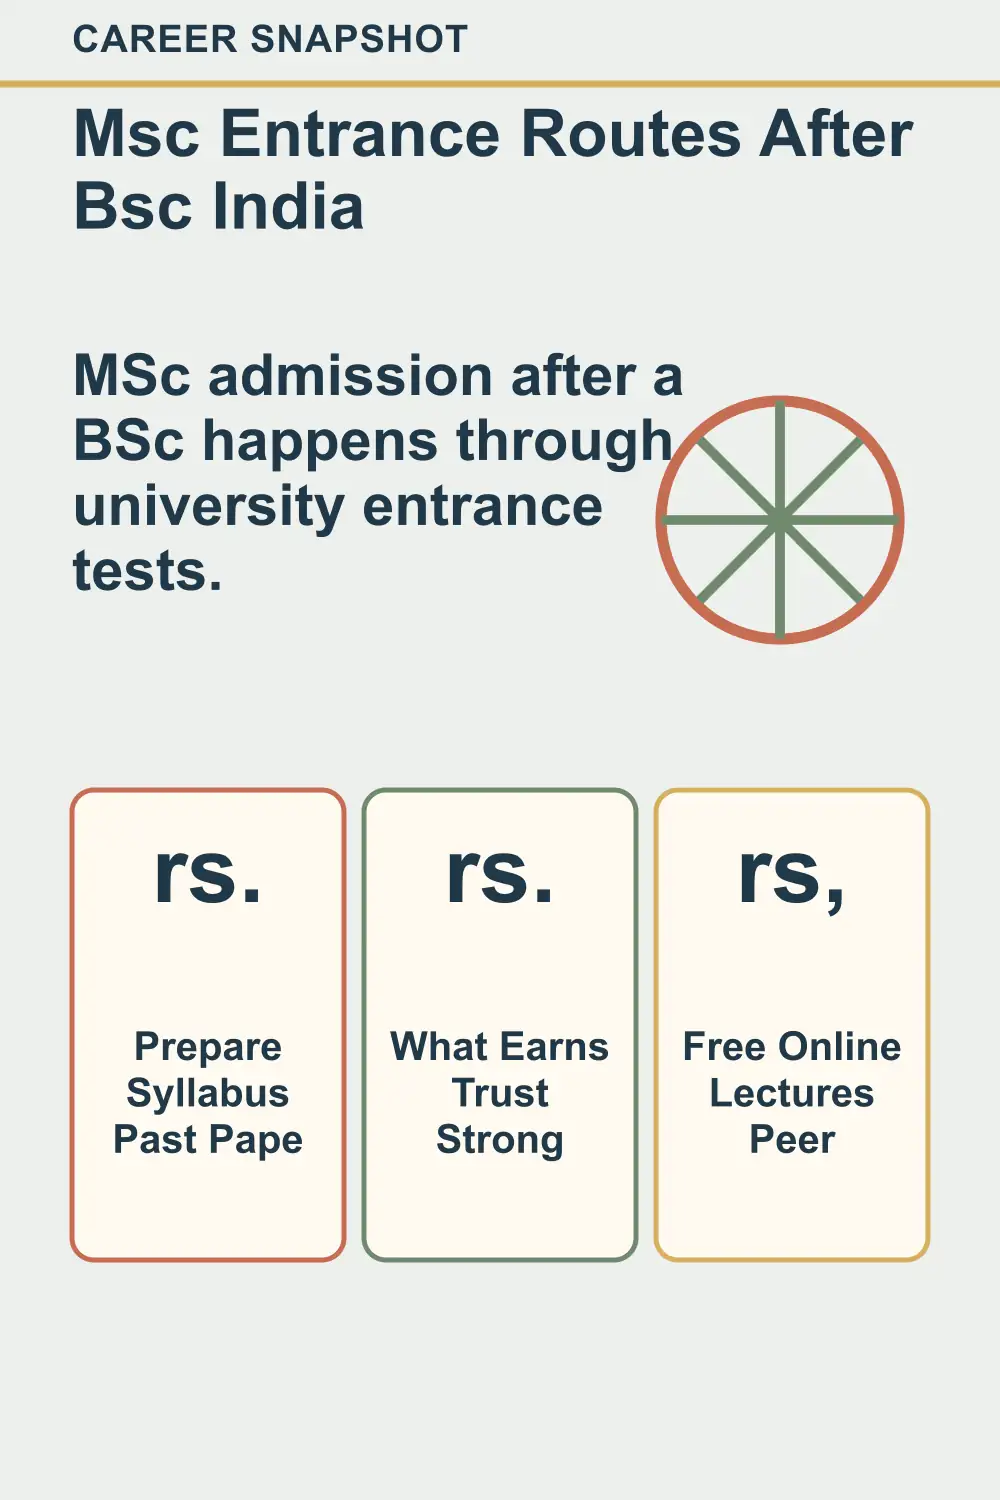 CAREER SNAPSHOT
Msc Entrance Routes After
Bsc India
MSc admission after a
BSc happens through
university entrance
tests.
rs.
Prepare
Syllabus
Past Pape
rs.
What Earns
Trust
Strong
rs,
Free Online
Lectures
Peer